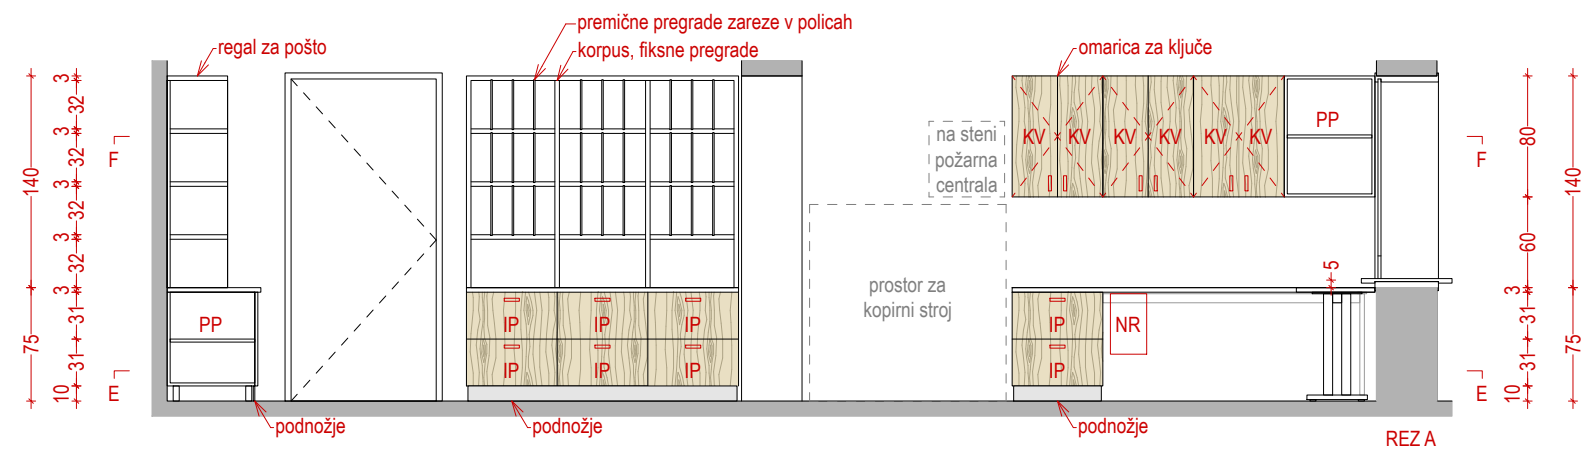 premične pregrade zareze v policah
regal za pošto
korpus, fiksne pregrade
omarica za ključe
3
32
3
32
3
32
3
32
3
31
31
10
140
75
F
E
PP
podnožje
IP IP IP
IP IP IP
podnožje
na steni
požarna
centrala
prostor za
kopirni stroj
KV KV KV KV KV KV
PP
IP
IP
NR
podnožje
5
F
E
80
60
3
31
31
10
140
75
REZ A